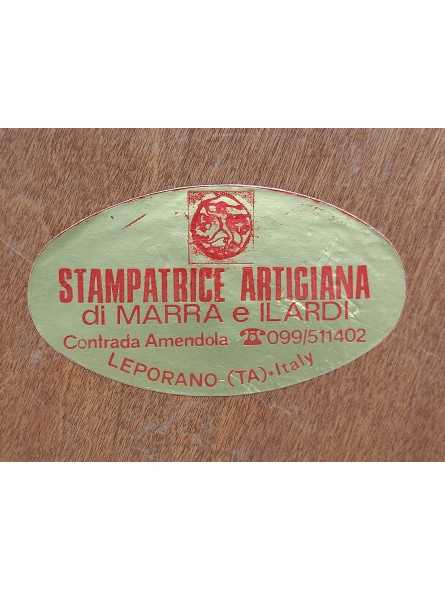 STAMPATRICE ARTIGIANA
di MARRA e ILARDI
Contrada Amendola ☎099/511402
LEPORANO-(TA)•Italy